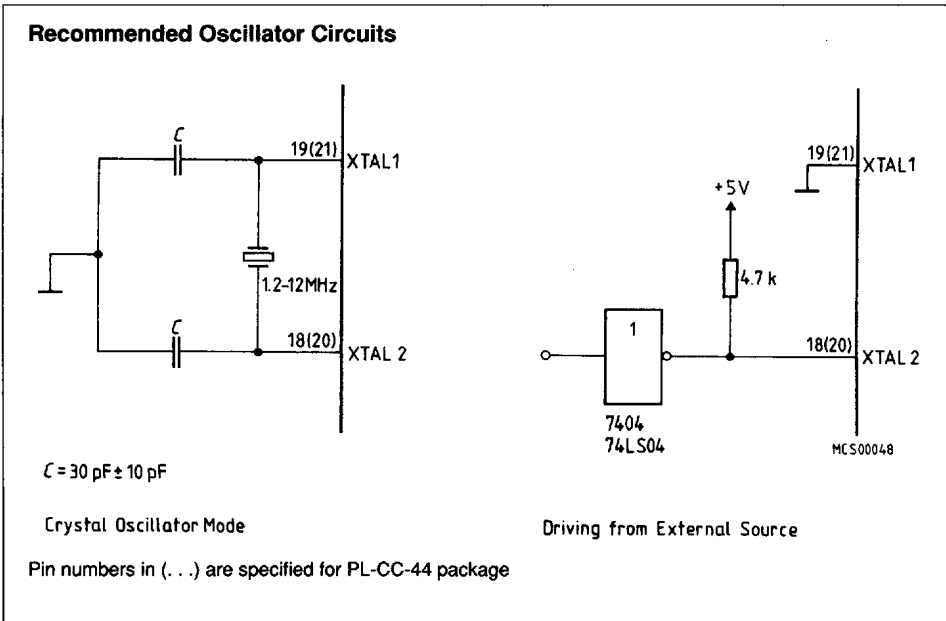 Recommended Oscillator Circuits
C
19(21)
XTAL1
1.2-12MHz
C
18(20)
XTAL 2
C = 30 pF ± 10 pF
Crystal Oscillator Mode
+5V
4.7 k
1
7404
74LS04
19(21)
XTAL1
18(20)
XTAL 2
MCS00048
Driving from External Source
Pin numbers in (. . .) are specified for PL-CC-44 package